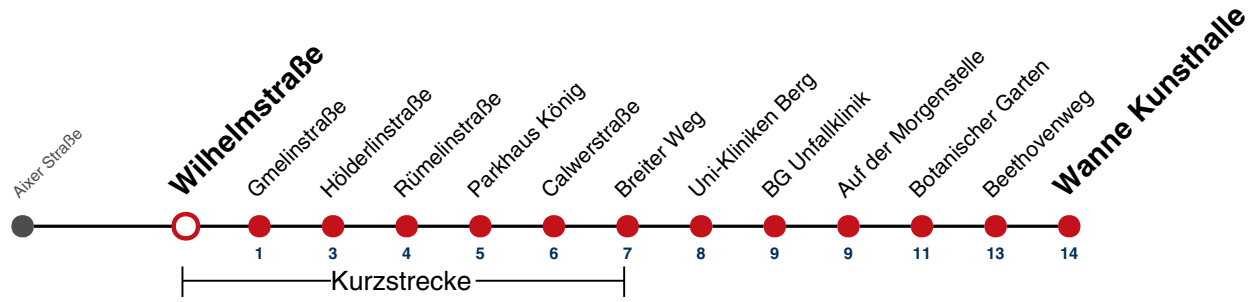 Aixer Straße
Wilhelmstraße
Gmelinstraße
Hölderlinstraße
Rümelinstraße
Parkhaus König
Calwerstraße
Breiter Weg
Uni-Kliniken Berg
BG Unfallklinik
Auf der Morgenstelle
Botanischer Garten
Beethovenweg
Wanne Kunsthalle
1 3 4 5 6 7 8 9 9 11 13 14
Kurzstrecke